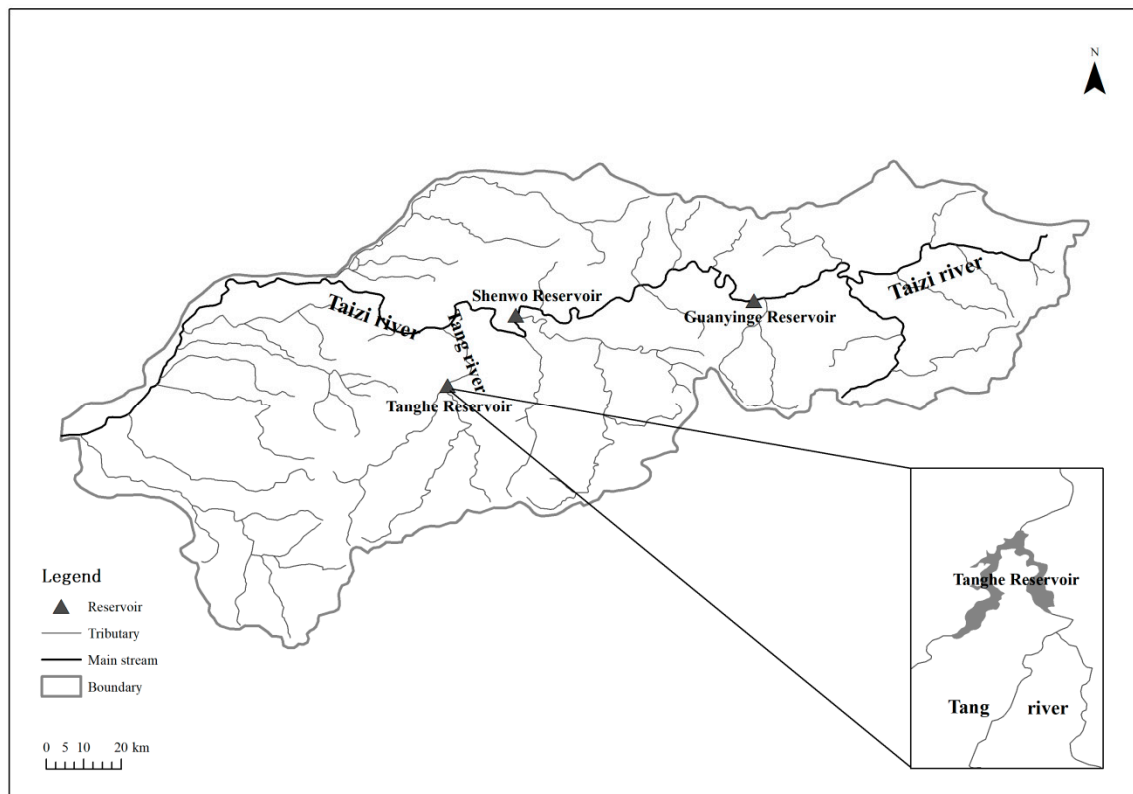 N
Taizi river
Shenwo Reservoir
Taizi river
Guanyinge Reservoir
Tang river
Tanghe Reservoir
Tanghe Reservoir
Tang river
Legend
Reservoir
Tributary
Main stream
Boundary
0 5 10 20 km